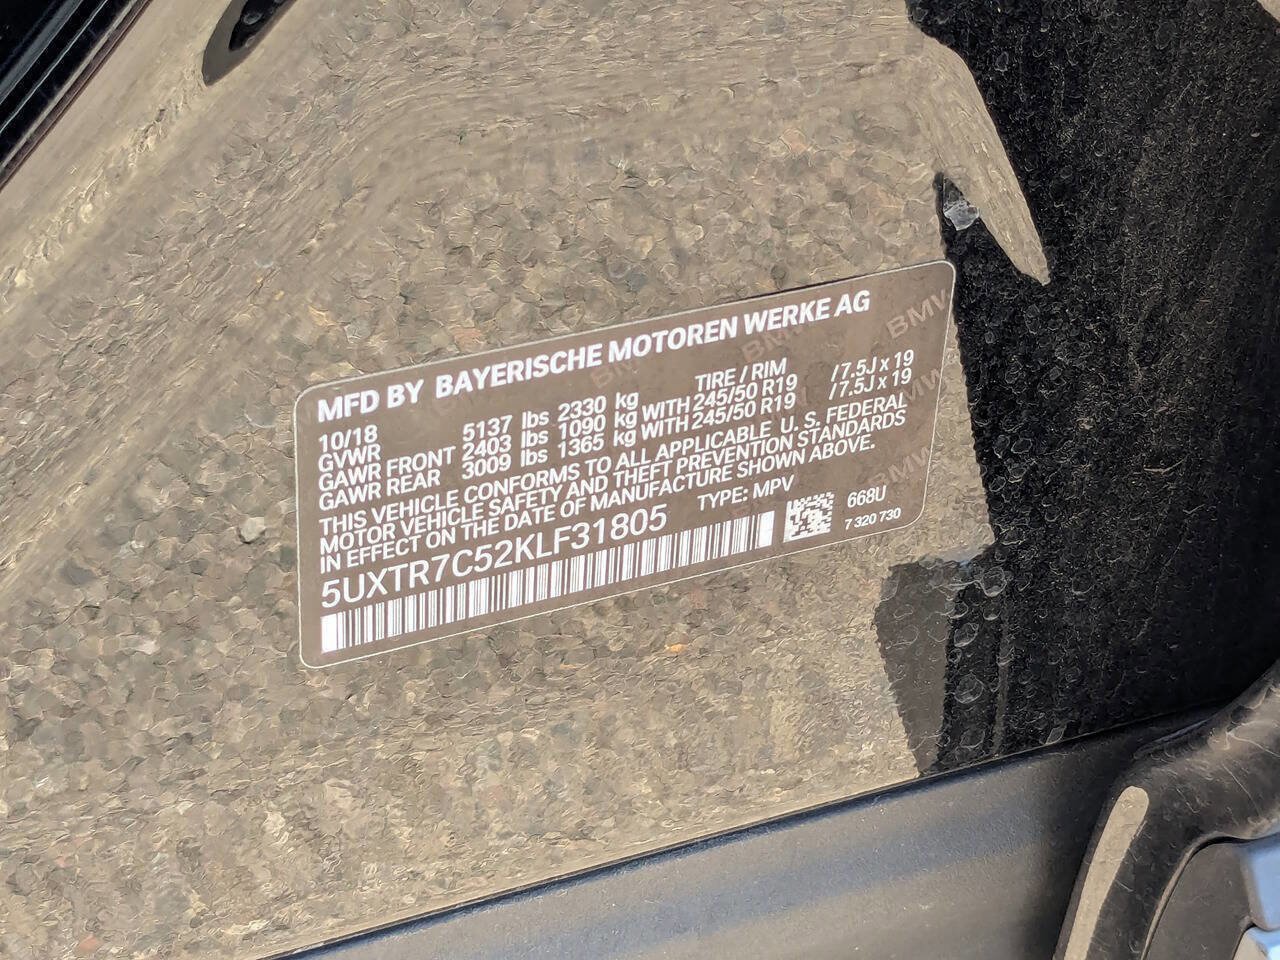 MFD BY BAYERISCHE MOTOREN WERKE AG
10/18 TIRE / RIM
GVWR 5137 lbs 2330 kg
GAWR FRONT 2403 lbs 1090 kg WITH 245/50 R19 /7.5J x 19
GAWR REAR 3009 lbs 1365 kg WITH 245/50 R19 /7.5J x 19
THIS VEHICLE CONFORMS TO ALL APPLICABLE U. S. FEDERAL
MOTOR VEHICLE SAFETY AND THEFT PREVENTION STANDARDS
IN EFFECT ON THE DATE OF MANUFACTURE SHOWN ABOVE.
5UXTR7C52KLF31805 TYPE: MPV 668U
7 320 730